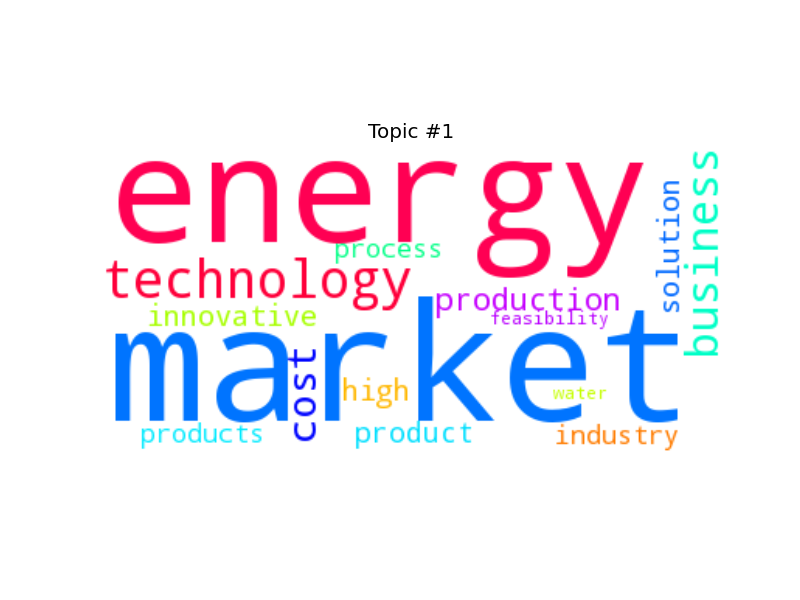 Topic #1
energy
business
solution
process
technology
production
innovative
feasibility
market
cost
high
water
products
product
industry